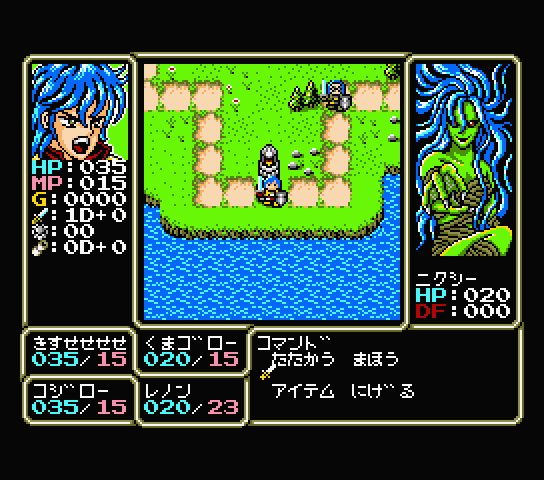 HP:035
MP:015
G:0000
:1D+0
:00
:0D+0
ニクシー
HP:020
DF:000
きすせせせせ
035/15
くまゴロー
020/15
コジロー
035/15
レノン
020/23
コマンド
たたかう まほう
アイテム にげる